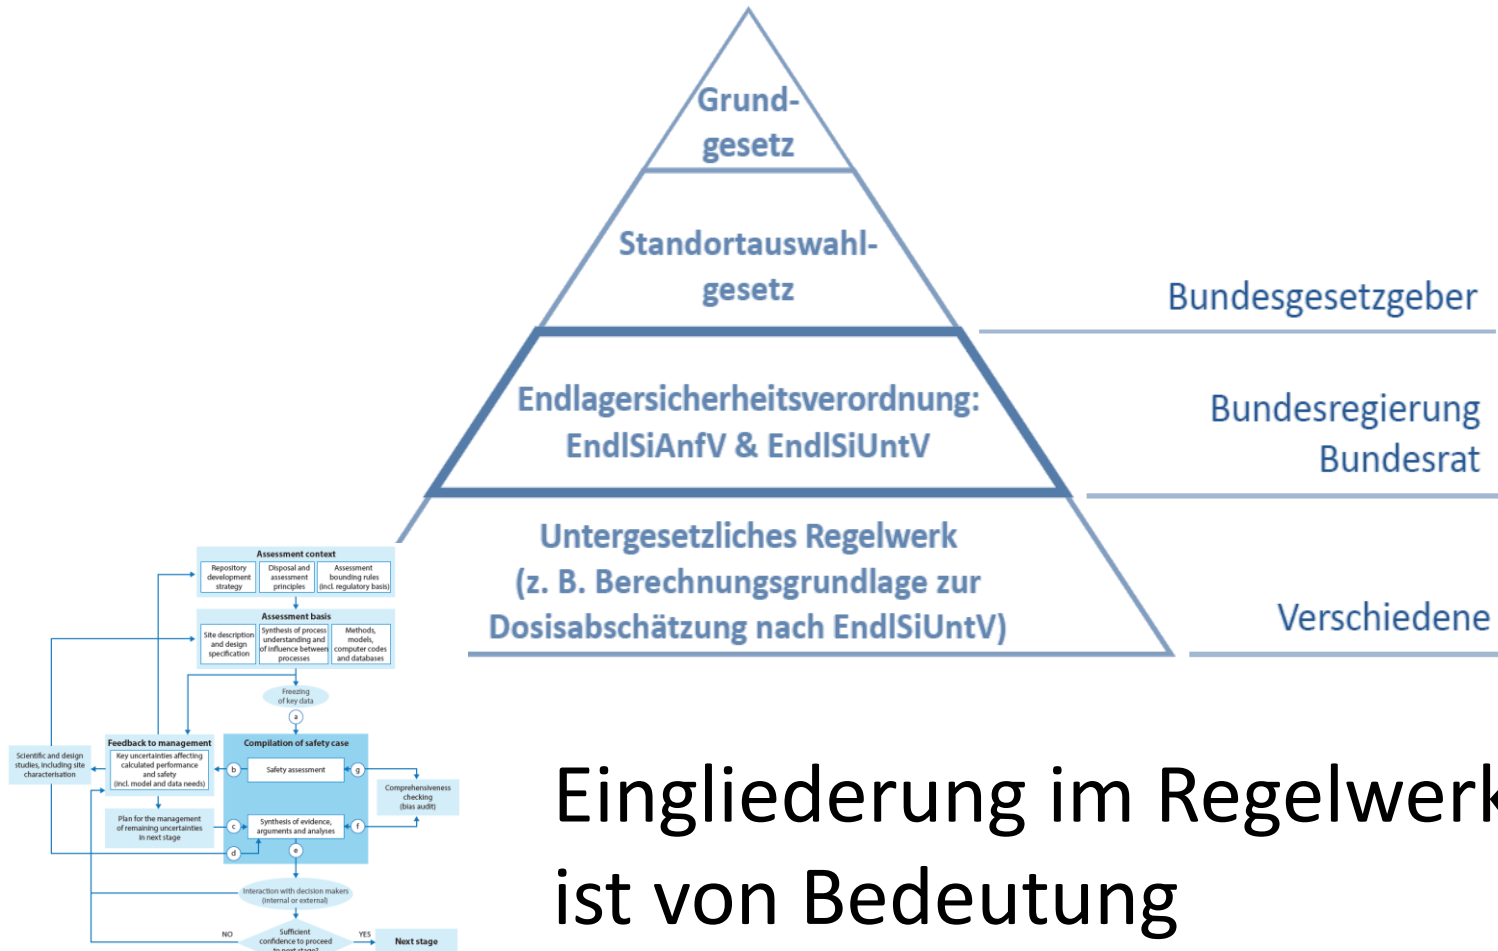 Grund-
gesetz
Standortauswahl-
gesetz
Bundesgesetzgeber
Endlagersicherheitsverordnung:
EndlSiAnfV & EndlSiUntV
Bundesregierung
Bundesrat
Untergesetzliches Regelwerk
(z. B. Berechnungsgrundlage zur
Dosisabschätzung nach EndlSiUntV)
Verschiedene
Assessment context
Repository
development
strategy
Disposal and
assessment
principles
Assessment
bounding rules
(incl. regulatory basis)
Assessment basis
Site description
and design
specification
Synthesis of process
understanding and
of influence between
processes
Methods,
models,
computer codes
and databases
Freezing
of key data
a
Scientific and design
studies, including site
characterisation
Feedback to management
Key uncertainties affecting
calculated performance
and safety
(incl. model and data needs)
Plan for the management
of remaining uncertainties
in next stage
Compilation of safety case
b
Safety assessment
g
Comprehensiveness
checking
(bias audit)
c
Synthesis of evidence,
arguments and analyses
f
d
e
Interaction with decision makers
(internal or external)
NO
Sufficient
confidence to proceed
to next stage?
YES
Next stage
Eingliederung im Regelwerk
ist von Bedeutung